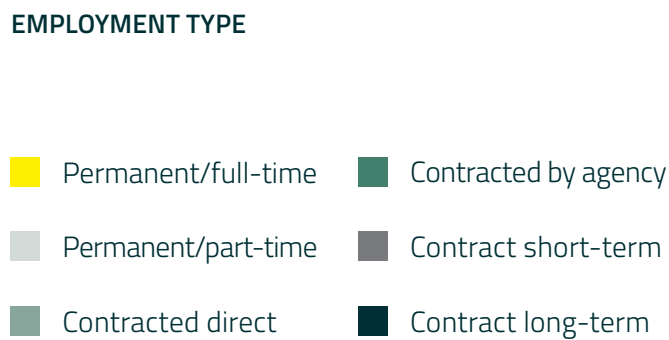 EMPLOYMENT TYPE
Permanent/full-time
Contracted by agency
Permanent/part-time
Contract short-term
Contracted direct
Contract long-term